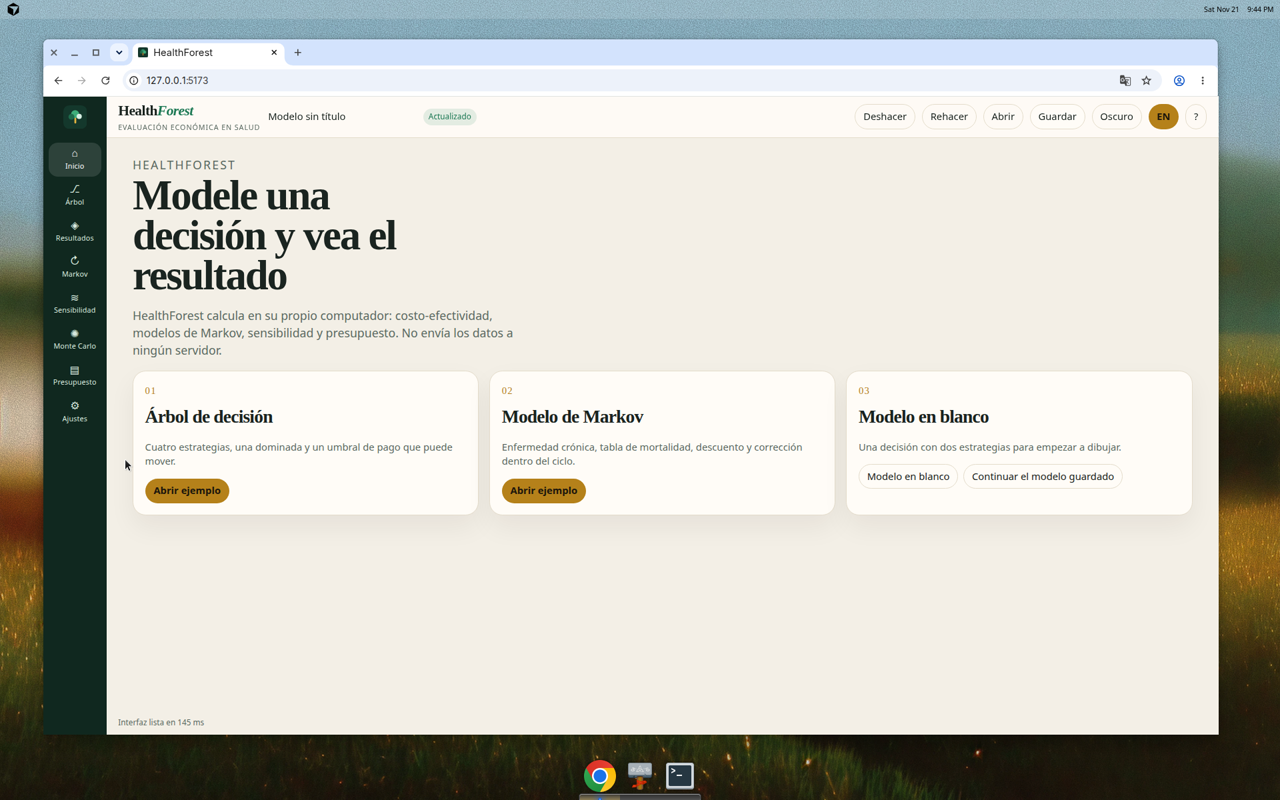 Sat Nov 21 9:44 PM
HealthForest
127.0.0.1:5173
HealthForest
EVALUACIÓN ECONÓMICA EN SALUD
Modelo sin título
Actualizado
Deshacer
Rehacer
Abrir
Guardar
Oscuro
EN
?
Inicio
Árbol
Resultados
Markov
Sensibilidad
Monte Carlo
Presupuesto
Ajustes
HEALTHFOREST
Modele una
decisión y vea el
resultado
HealthForest calcula en su propio computador: costo-efectividad,
modelos de Markov, sensibilidad y presupuesto. No envía los datos a
ningún servidor.
01
Árbol de decisión
Cuatro estrategias, una dominada y un umbral de pago que puede
mover.
Abrir ejemplo
02
Modelo de Markov
Enfermedad crónica, tabla de mortalidad, descuento y corrección
dentro del ciclo.
Abrir ejemplo
03
Modelo en blanco
Una decisión con dos estrategias para empezar a dibujar.
Modelo en blanco
Continuar el modelo guardado
Interfaz lista en 145 ms